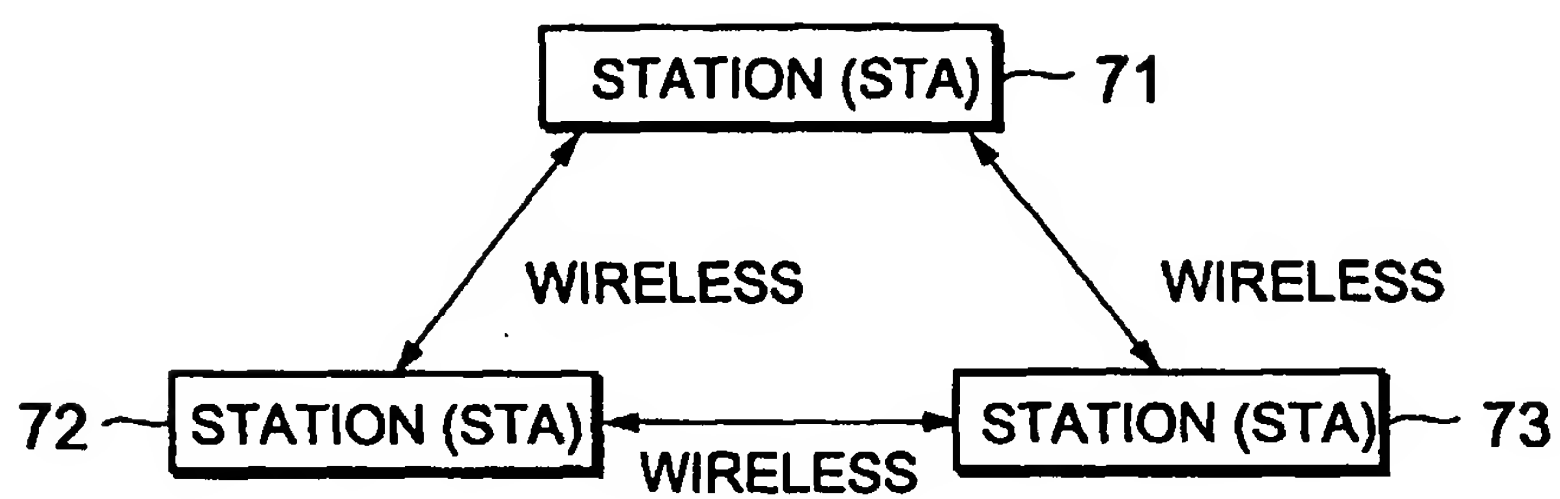 STATION (STA) 71
WIRELESS WIRELESS
72 STATION (STA) STATION (STA) 73
WIRELESS